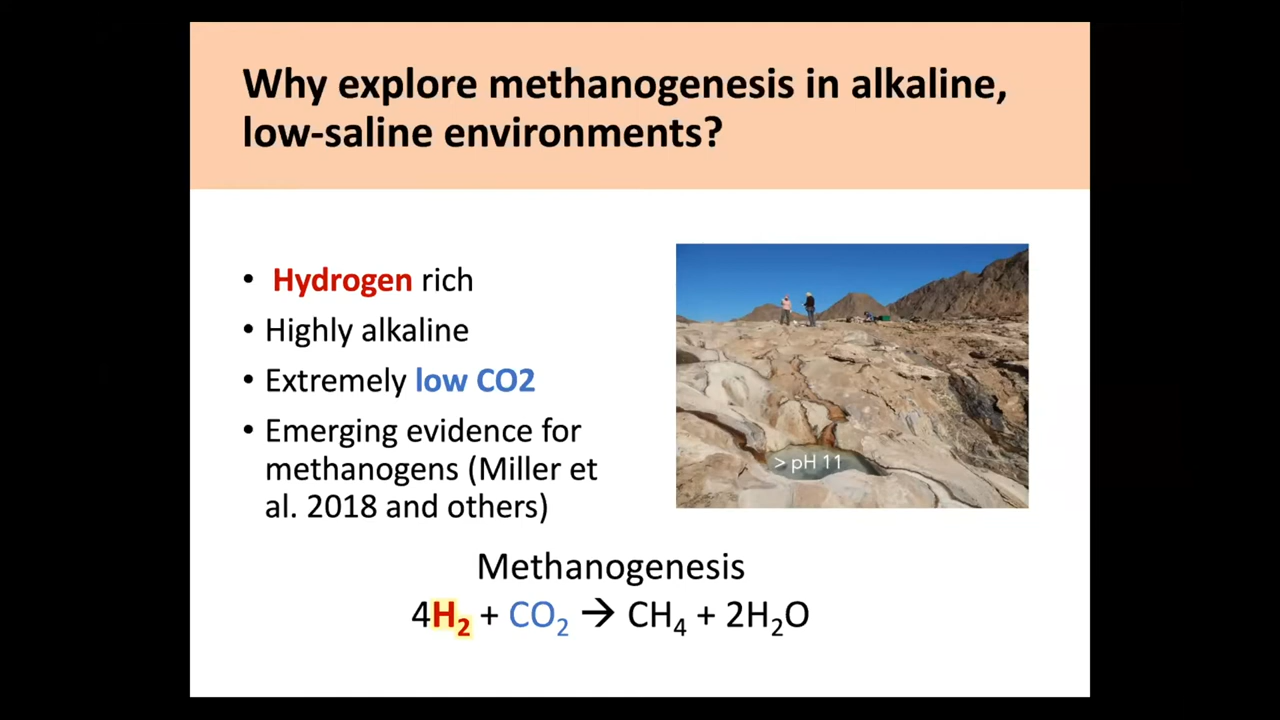 Why explore methanogenesis in alkaline,
low-saline environments?
• Hydrogen rich
• Highly alkaline
• Extremely low CO2
• Emerging evidence for
methanogens (Miller et
al. 2018 and others)
> pH 11
Methanogenesis
4H₂ + CO₂ → CH₄ + 2H₂O